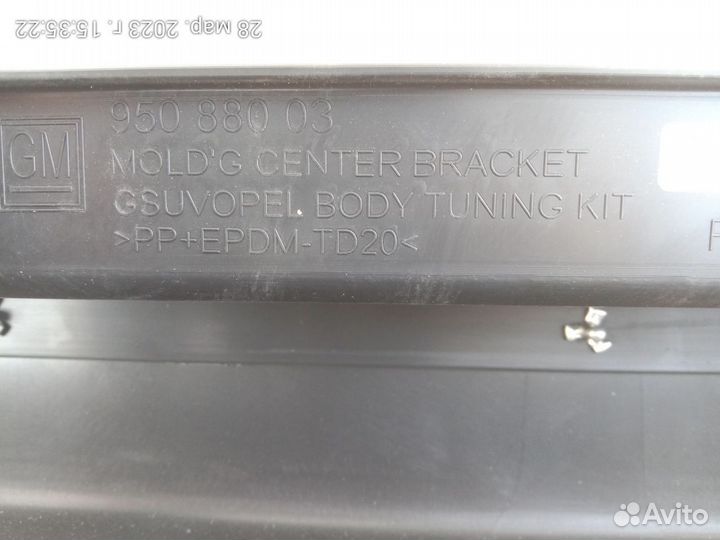 28 мар. 2023 г. 15:35:22
950 880 03
GM
MOLD'G CENTER BRACKET
GSUVOPEL BODY TUNING KIT
>PP+EPDM-TD20<
Avito